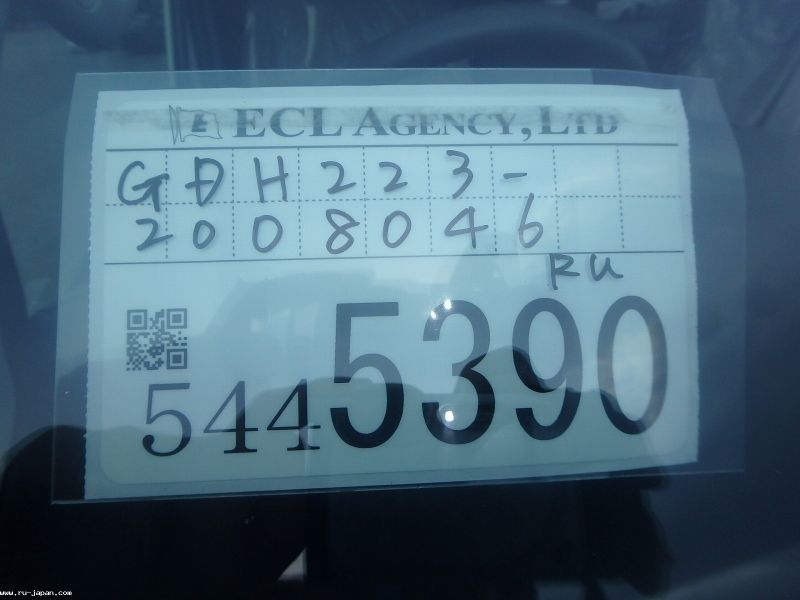 E ECL AGENCY, LTD
GDH223-
2008046
RU
5445390
www.ru-japan.com